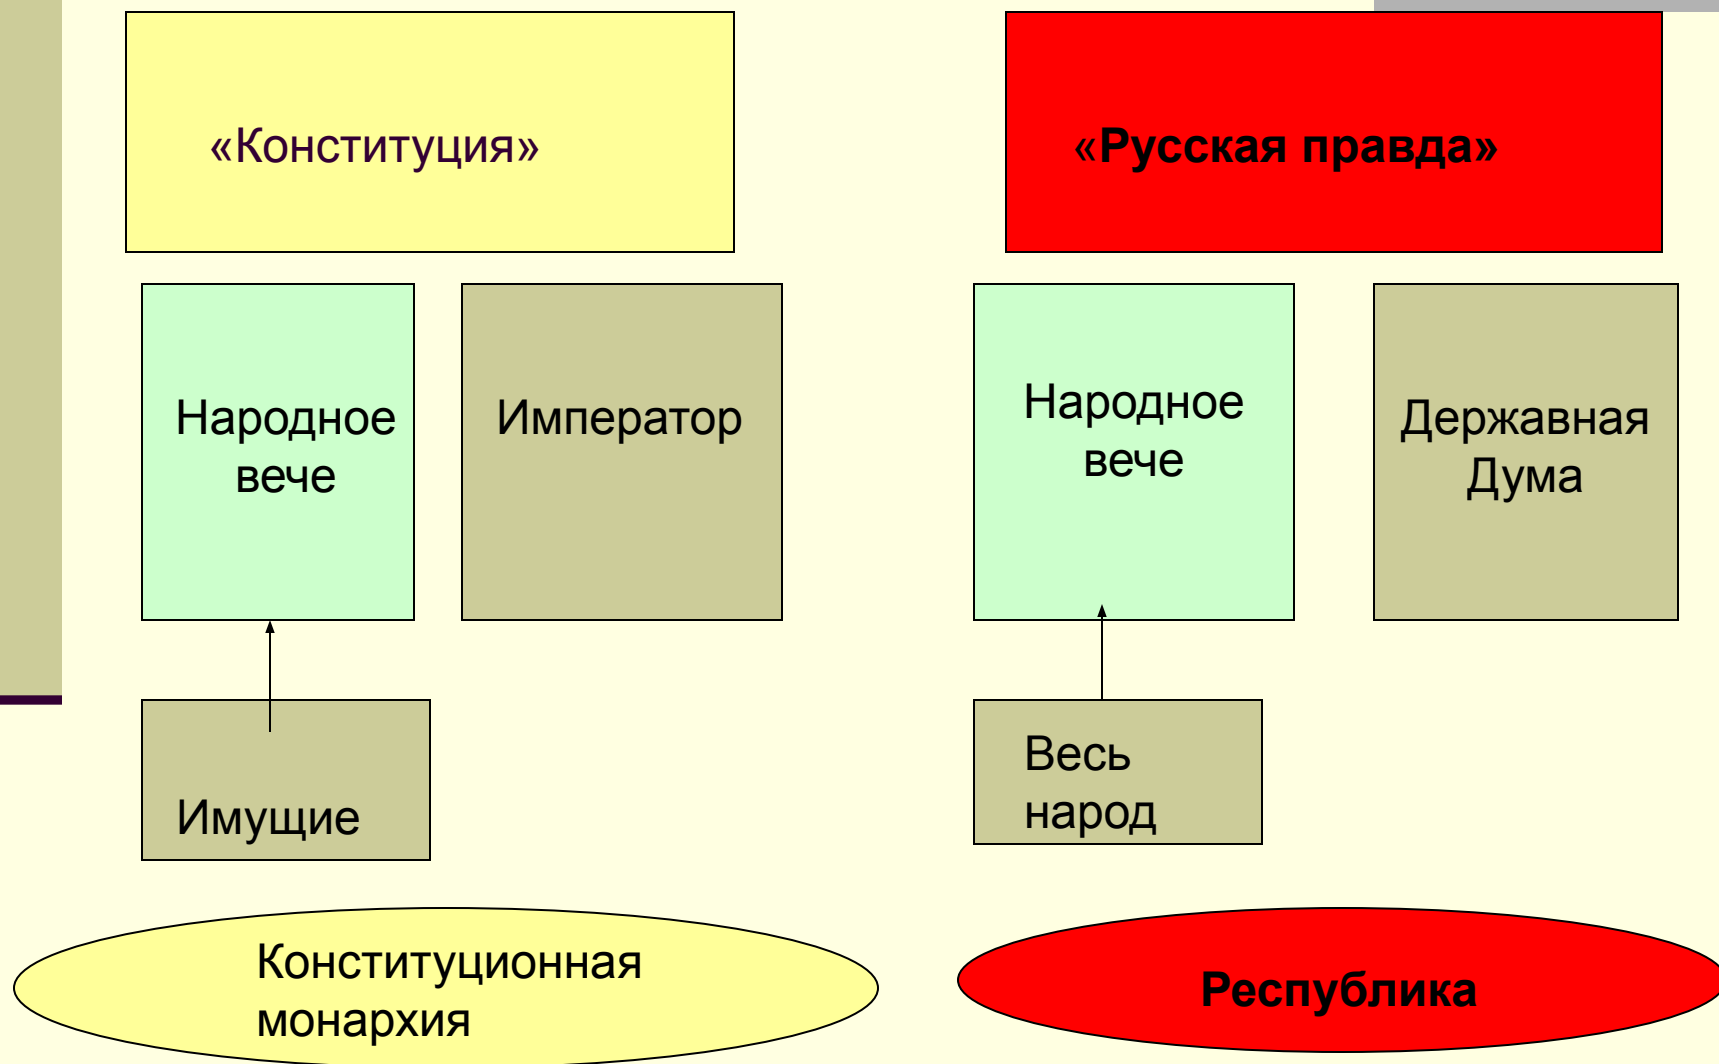 «Конституция»
«Русская правда»
Народное
вече
Император
Народное
вече
Державная
Дума
Имущие
Весь
народ
Конституционная
монархия
Республика